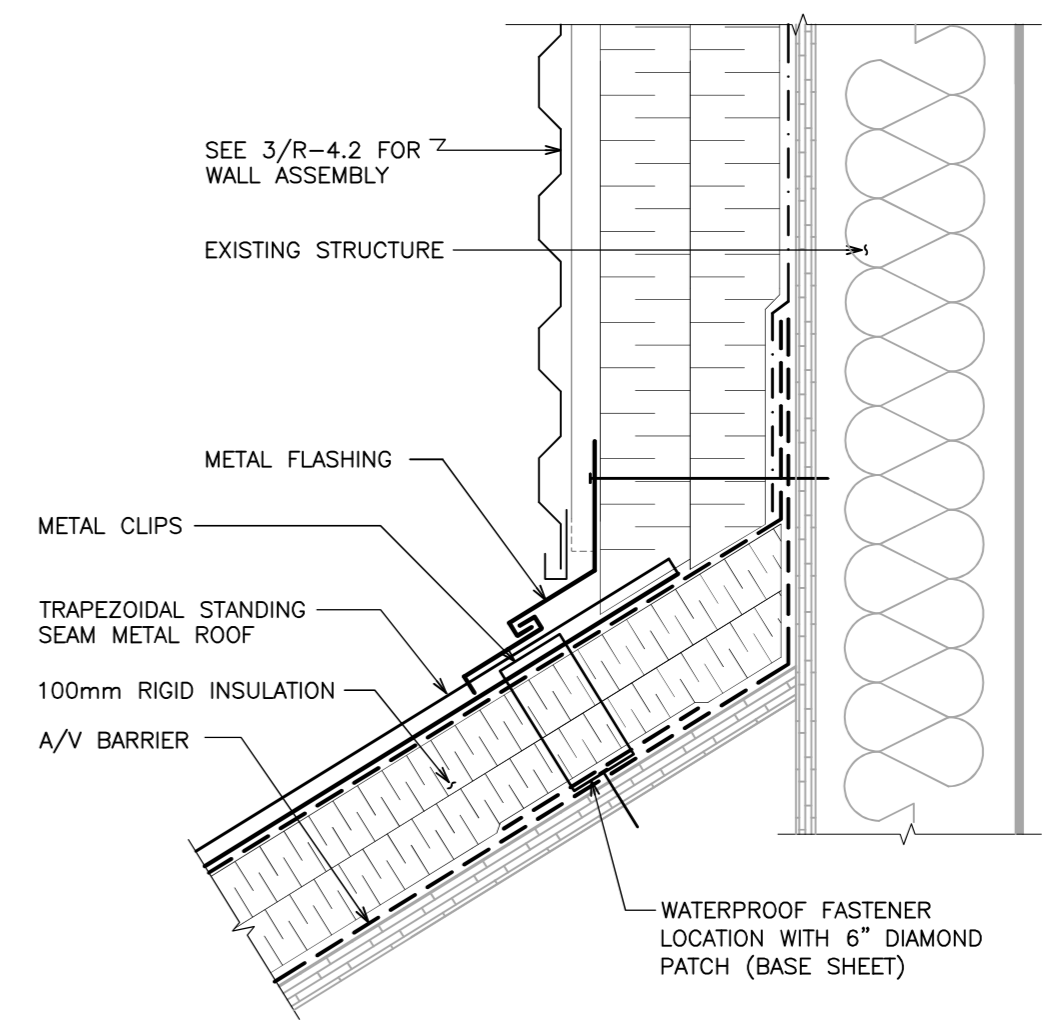 SEE 3/R-4.2 FOR
WALL ASSEMBLY
EXISTING STRUCTURE
METAL FLASHING
METAL CLIPS
TRAPEZOIDAL STANDING
SEAM METAL ROOF
100mm RIGID INSULATION
A/V BARRIER
WATERPROOF FASTENER
LOCATION WITH 6" DIAMOND
PATCH (BASE SHEET)